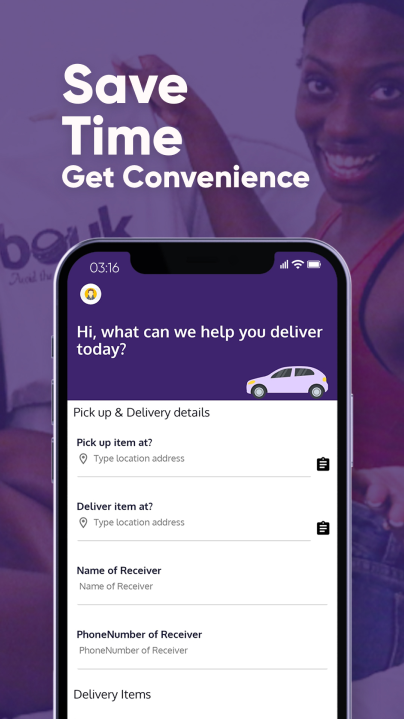 Save
Time
Get Convenience
bouk
03:16
Hi, what can we help you deliver
today?
Pick up & Delivery details
Pick up item at?
Type location address
Deliver item at?
Type location address
Name of Receiver
Name of Receiver
PhoneNumber of Receiver
PhoneNumber of Receiver
Delivery Items